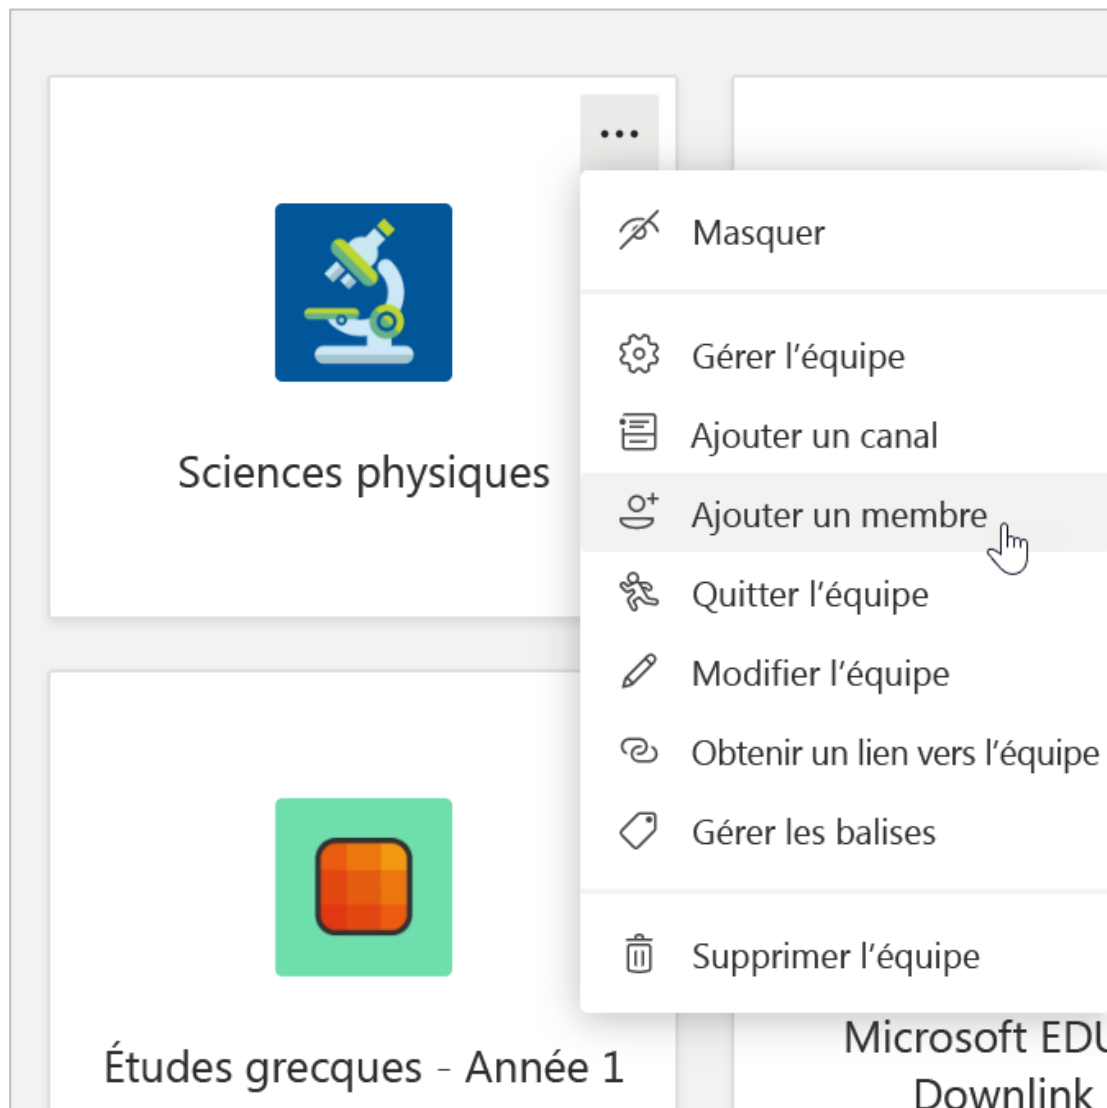 Sciences physiques
Masquer
Gérer l’équipe
Ajouter un canal
Ajouter un membre
Quitter l’équipe
Modifier l’équipe
Obtenir un lien vers l’équipe
Gérer les balises
Supprimer l’équipe
Études grecques - Année 1
Microsoft EDU
Downlink